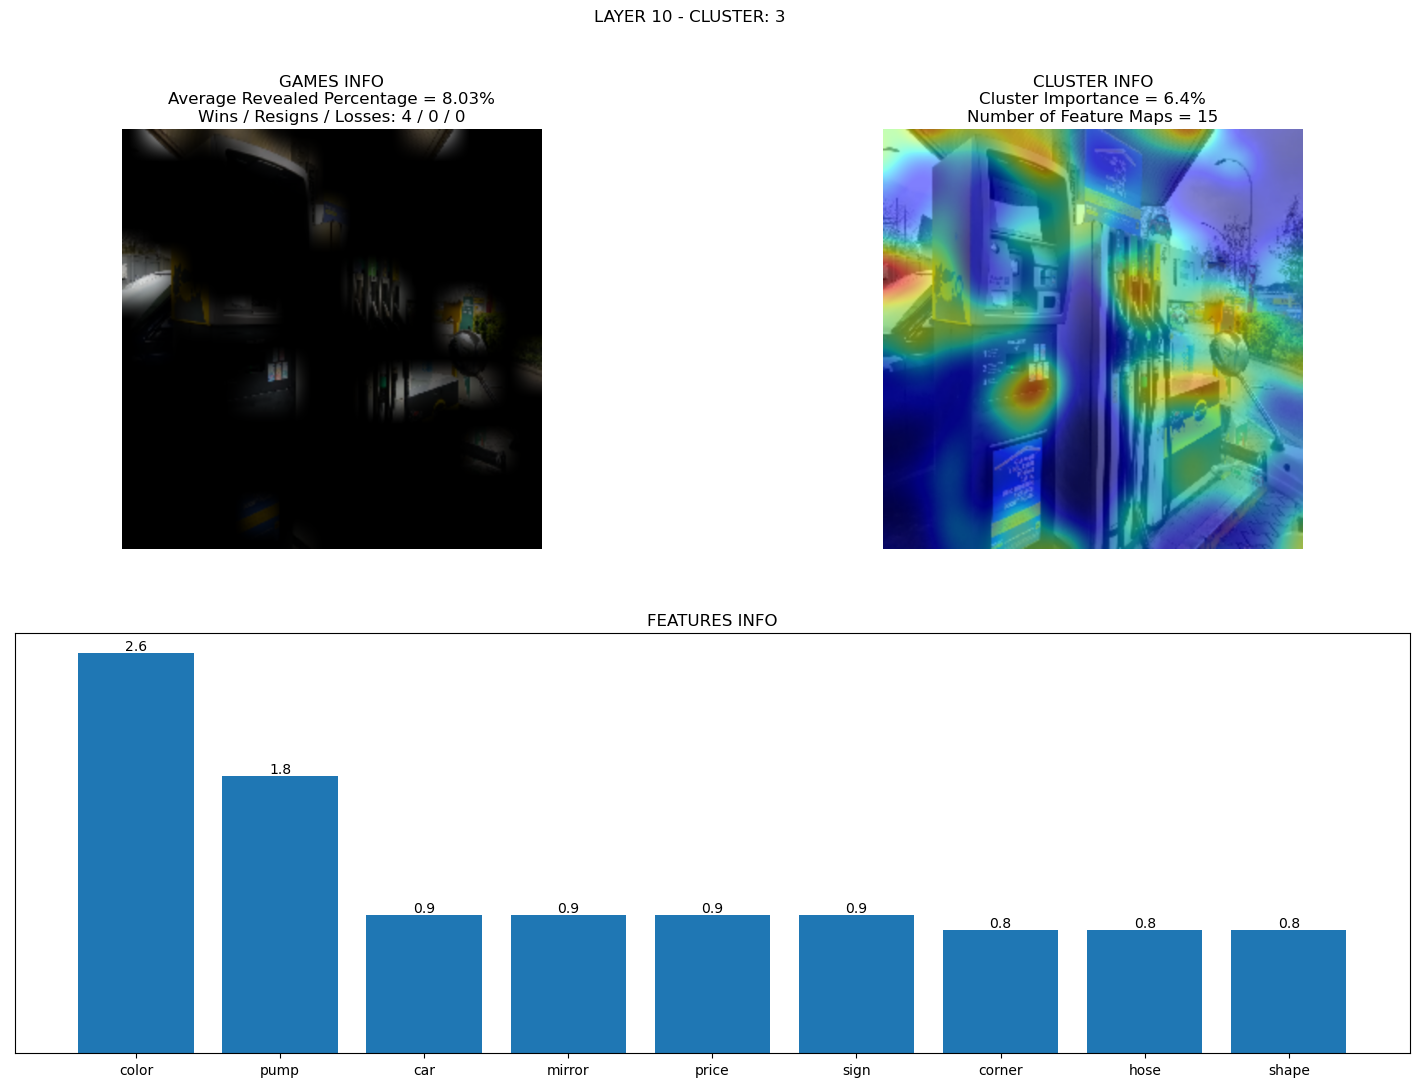 LAYER 10 - CLUSTER: 3
GAMES INFO
Average Revealed Percentage = 8.03%
Wins / Resigns / Losses: 4 / 0 / 0
CLUSTER INFO
Cluster Importance = 6.4%
Number of Feature Maps = 15
FEATURES INFO
2.6
1.8
0.9
0.9
0.9
0.9
0.8
0.8
0.8
color pump car mirror price sign corner hose shape